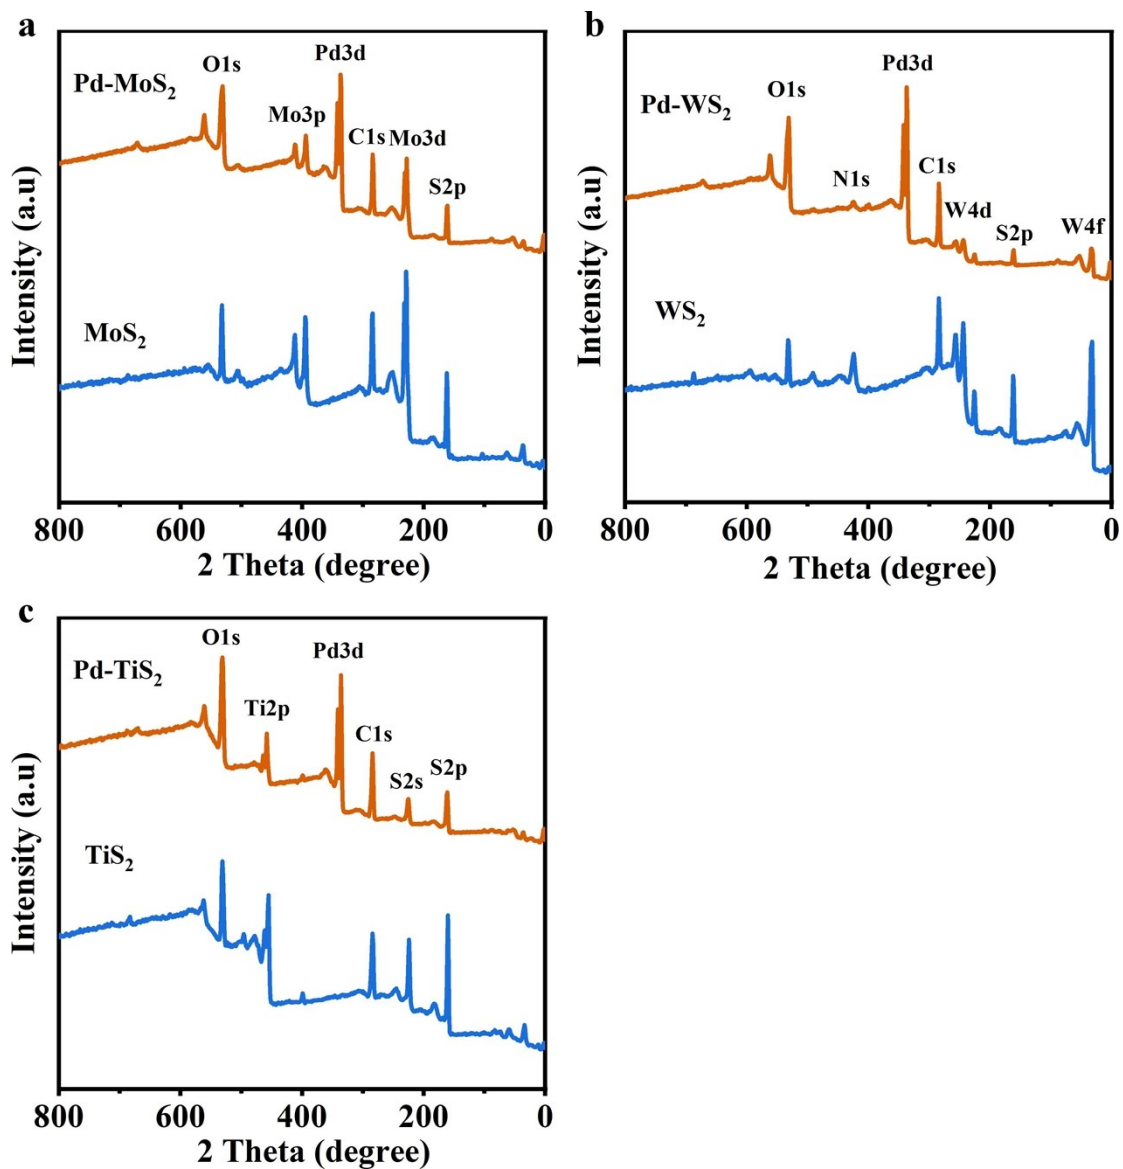 a
Pd-MoS2
O1s
Mo3p
Pd3d
C1s
Mo3d
S2p
MoS2
Intensity (a.u)
800 600 400 200 0
2 Theta (degree)
b
Pd-WS2
O1s
N1s
Pd3d
C1s
W4d
S2p
W4f
WS2
Intensity (a.u)
800 600 400 200 0
2 Theta (degree)
c
Pd-TiS2
O1s
Ti2p
Pd3d
C1s
S2s
S2p
TiS2
Intensity (a.u)
800 600 400 200 0
2 Theta (degree)